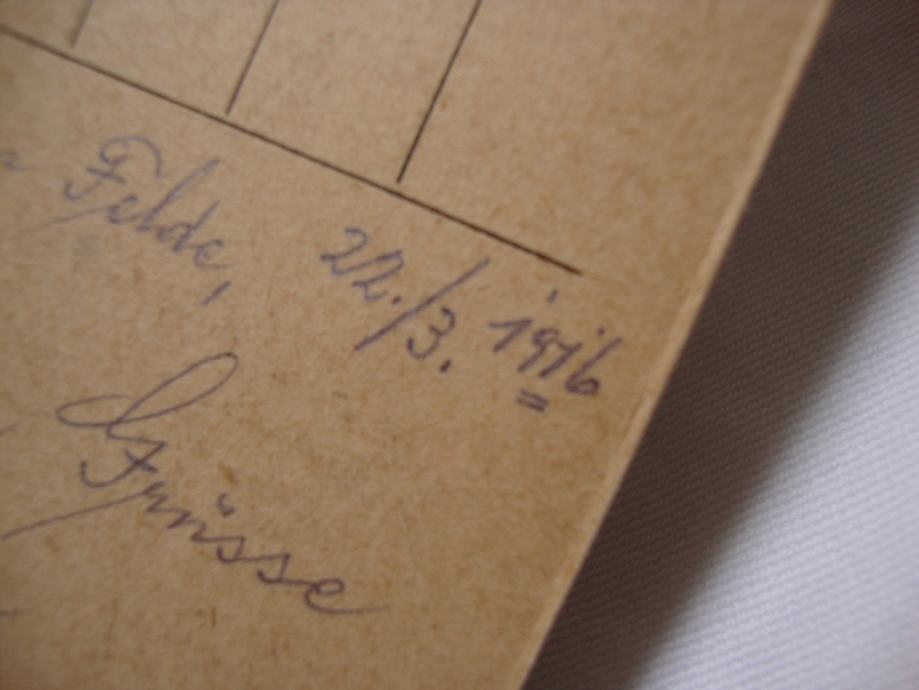 Felde, 22./3. 1916
Grüsse